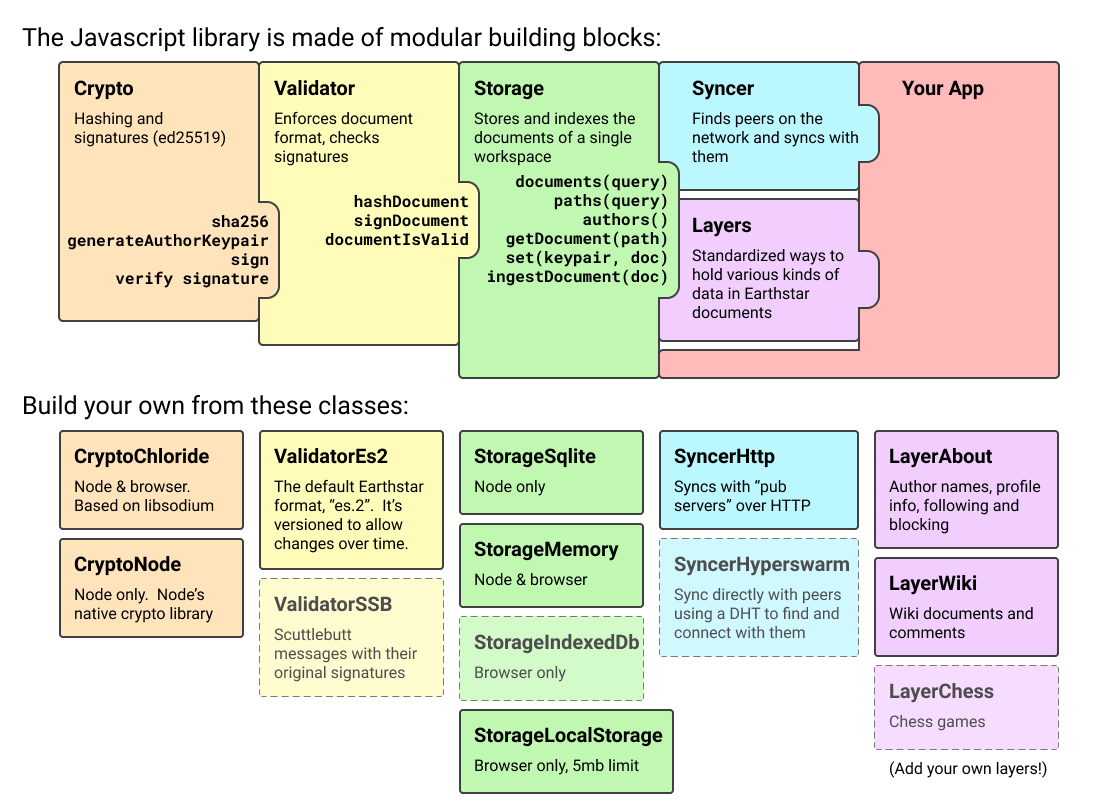 The Javascript library is made of modular building blocks:
Crypto
Hashing and
signatures (ed25519)
sha256
generateAuthorKeypair
sign
verify signature
Validator
Enforces document
format, checks
signatures
hashDocument
signDocument
documentIsValid
Storage
Stores and indexes the
documents of a single
workspace
documents(query)
paths(query)
authors()
getDocument(path)
set(keypair, doc)
ingestDocument(doc)
Syncer
Finds peers on the
network and syncs with
them
Layers
Standardized ways to
hold various kinds of
data in Earthstar
documents
Your App
Build your own from these classes:
CryptoChloride
Node & browser.
Based on libsodium
CryptoNode
Node only.  Node’s
native crypto library
ValidatorEs2
The default Earthstar
format, “es.2”.  It’s
versioned to allow
changes over time.
ValidatorSSB
Scuttlebutt
messages with their
original signatures
StorageSqlite
Node only
StorageMemory
Node & browser
StorageIndexedDb
Browser only
StorageLocalStorage
Browser only, 5mb limit
SyncerHttp
Syncs with “pub
servers” over HTTP
SyncerHyperswarm
Sync directly with peers
using a DHT to find and
connect with them
LayerAbout
Author names, profile
info, following and
blocking
LayerWiki
Wiki documents and
comments
LayerChess
Chess games
(Add your own layers!)